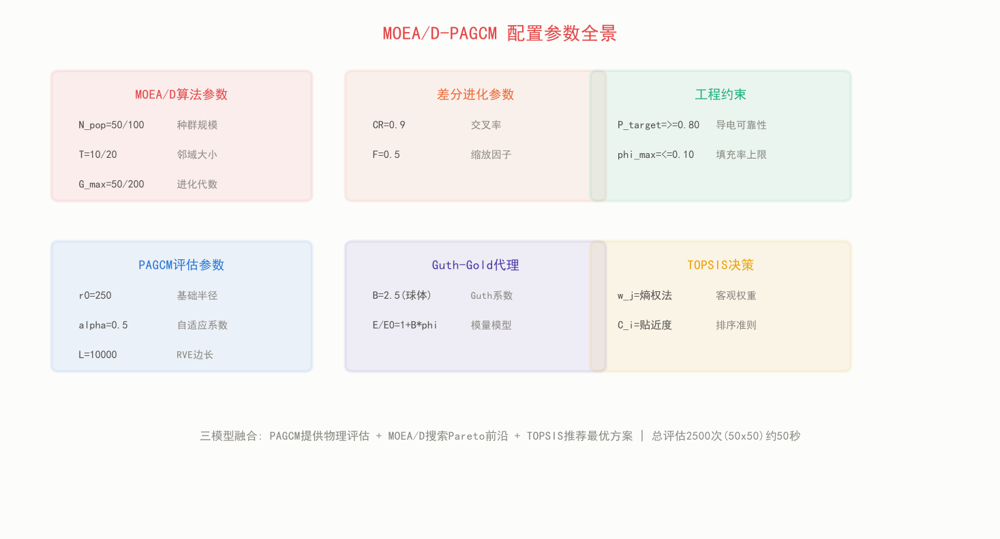 MOEA/D-PAGCM 配置参数全景
MOEA/D算法参数
N_pop=50/100 种群规模
T=10/20 邻域大小
G_max=50/200 进化代数
差分进化参数
CR=0.9 交叉率
F=0.5 缩放因子
工程约束
P_target=>=0.80 导电可靠性
phi_max=<=0.10 填充率上限
PAGCM评估参数
r0=250 基础半径
alpha=0.5 自适应系数
L=10000 RVE边长
Guth-Gold代理
B=2.5(球体) Guth系数
E/E0=1+B*phi 模量模型
TOPSIS决策
w_j=熵权法 客观权重
C_i=贴近度 排序准则
三模型融合: PAGCM提供物理评估 + MOEA/D搜索Pareto前沿 + TOPSIS推荐最优方案 | 总评估2500次(50x50)约50秒